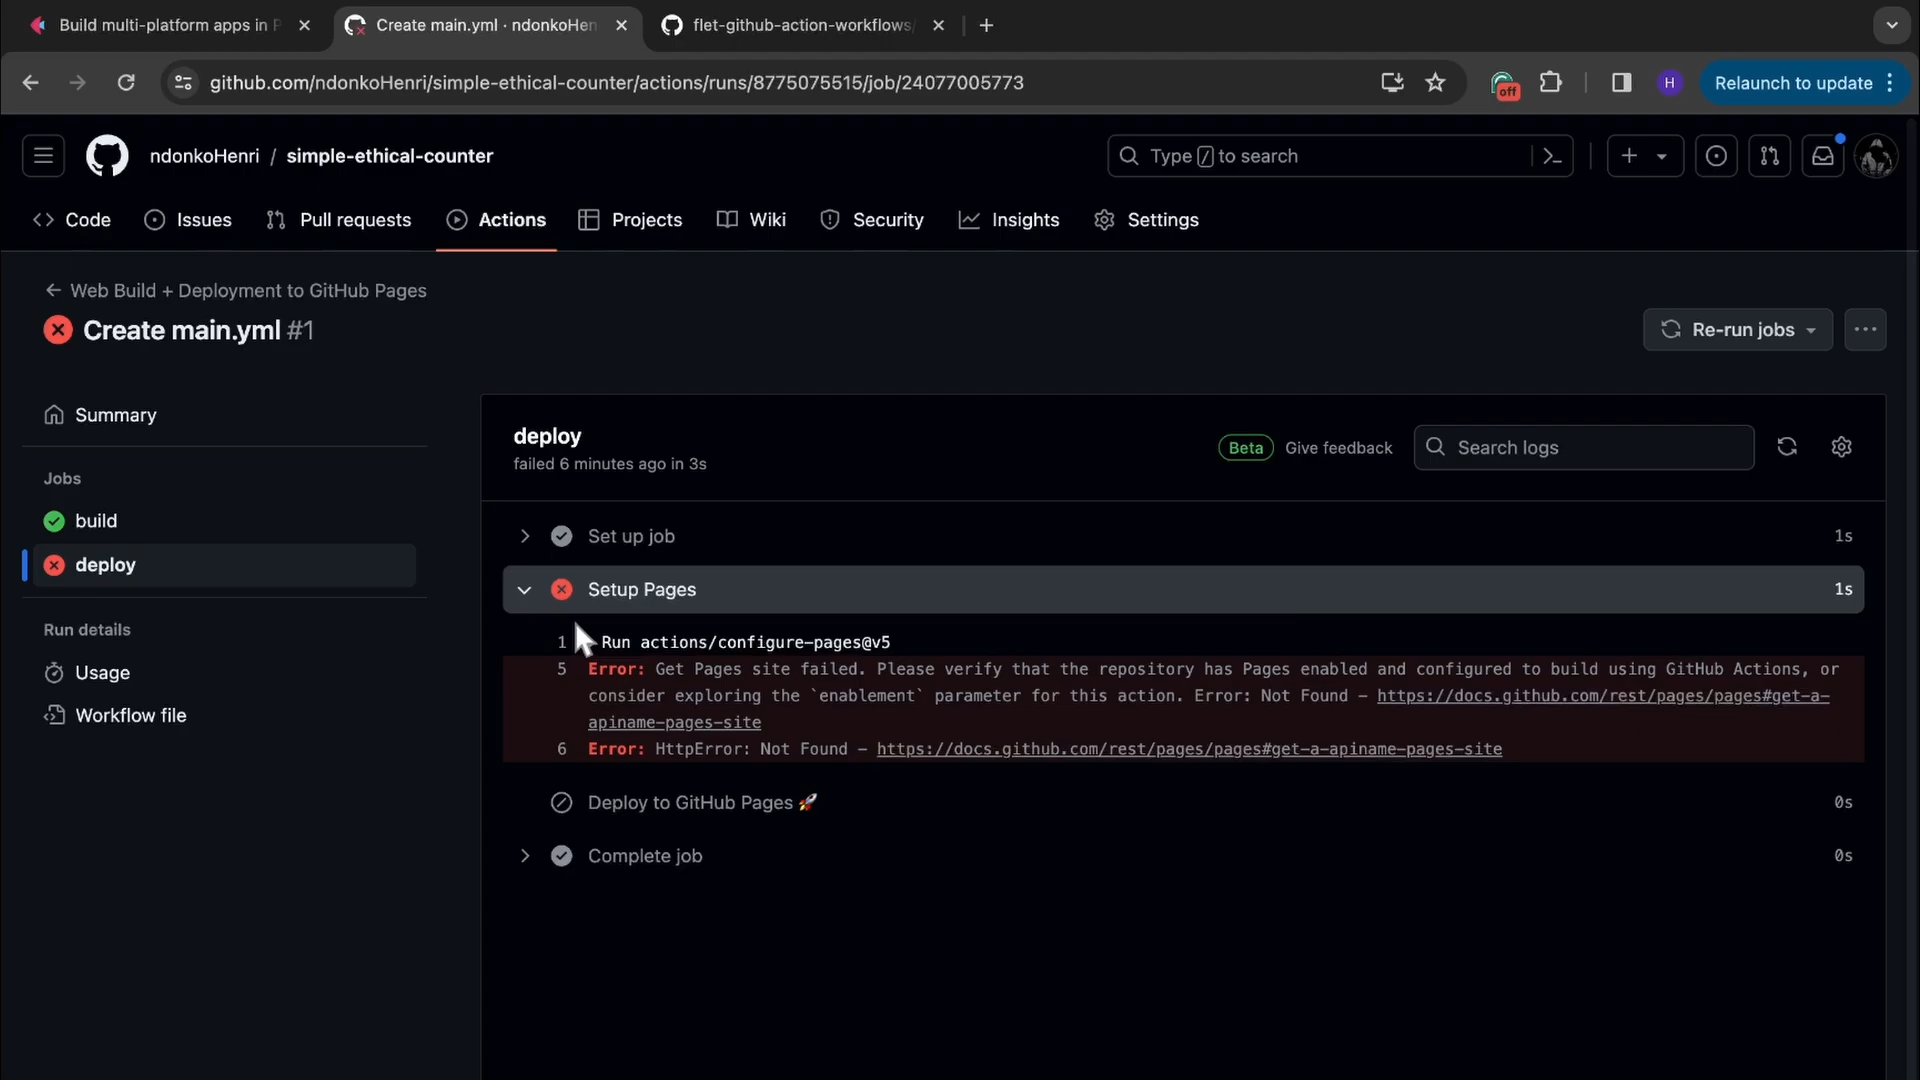 Build multi-platform apps in P
Create main.yml · ndonkoHen
flet-github-action-workflows/
github.com/ndonkoHenri/simple-ethical-counter/actions/runs/8775075515/job/24077005773
off
H
Relaunch to update
ndonkoHenri / simple-ethical-counter
Type / to search
Code
Issues
Pull requests
Actions
Projects
Wiki
Security
Insights
Settings
Web Build + Deployment to GitHub Pages
Create main.yml #1
Re-run jobs
Summary
Jobs
build
deploy
Run details
Usage
Workflow file
deploy
failed 6 minutes ago in 3s
Beta
Give feedback
Search logs
Set up job 1s
Setup Pages 1s
1 Run actions/configure-pages@v5
5 Error: Get Pages site failed. Please verify that the repository has Pages enabled and configured to build using GitHub Actions, or
consider exploring the `enablement` parameter for this action. Error: Not Found – https://docs.github.com/rest/pages/pages#get-a-
apiname-pages-site
6 Error: HttpError: Not Found – https://docs.github.com/rest/pages/pages#get-a-apiname-pages-site
Deploy to GitHub Pages 🚀 0s
Complete job 0s